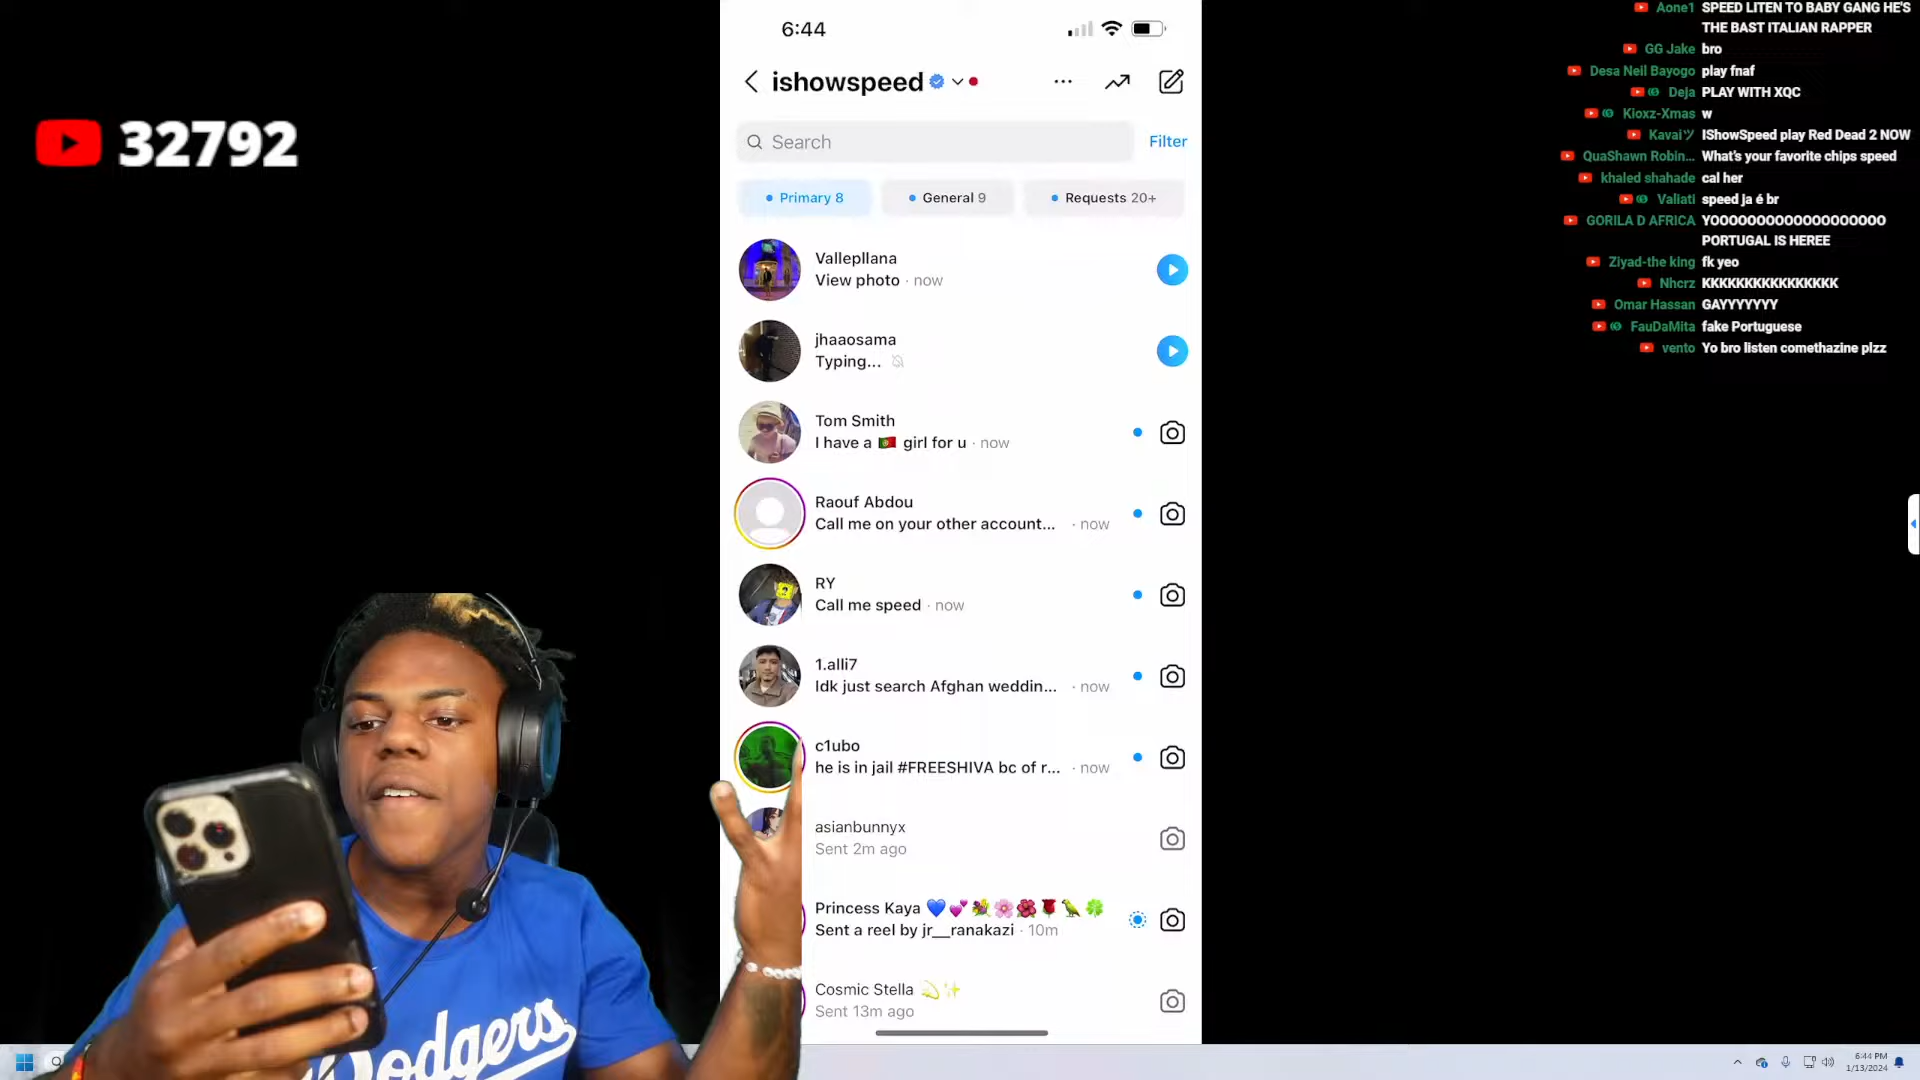 32792
6:44
ishowspeed
Search
Filter
Primary 8
General 9
Requests 20+
Vallepllana
View photo · now
jhaaosama
Typing...
Tom Smith
I have a 🇵🇹 girl for u · now
Raouf Abdou
Call me on your other account... · now
RY
Call me speed · now
1.alli7
Idk just search Afghan weddin... · now
c1ubo
he is in jail #FREESHIVA bc of r... · now
asianbunnyx
Sent 2m ago
Princess Kaya 💙💕💐🌸🌺🌹🦜🍀
Sent a reel by jr__ranakazi · 10m
Cosmic Stella 💫✨
Sent 13m ago
Aone1 SPEED LITEN TO BABY GANG HE'S
THE BAST ITALIAN RAPPER
GG Jake bro
Desa Neil Bayogo play fnaf
Deja PLAY WITH XQC
Kioxz-Xmas w
Kavaiツ IShowSpeed play Red Dead 2 NOW
QuaShawn Robin... What's your favorite chips speed
khaled shahade cal her
Valiati speed ja é br
GORILA D AFRICA YOOOOOOOOOOOOOOOOOOO
PORTUGAL IS HEREE
Ziyad-the king fk yeo
Nhcrz KKKKKKKKKKKKKKKK
Omar Hassan GAYYYYYYY
FauDaMita fake Portuguese
vento Yo bro listen comethazine plzz
Dodgers
6:44 PM
1/13/2024